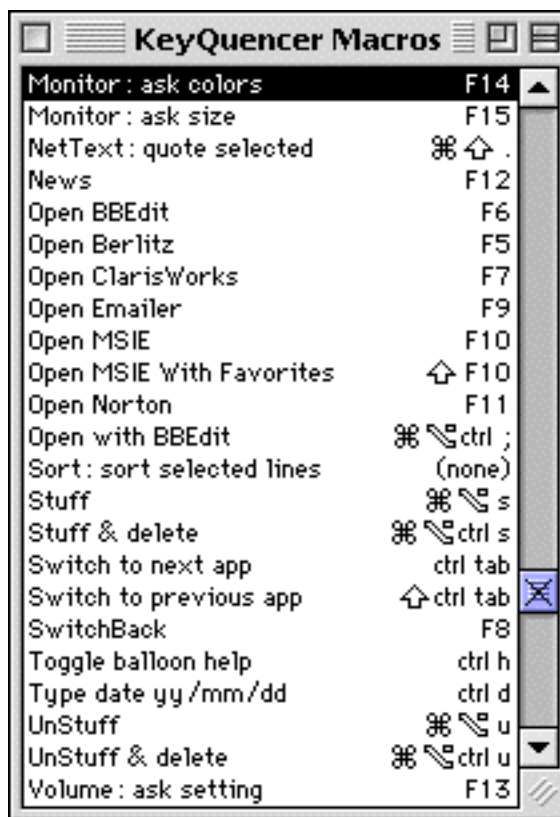 KeyQuencer Macros
Monitor : ask colors F14
Monitor : ask size F15
NetText : quote selected ⌘⇧ .
News F12
Open BBEdit F6
Open Berlitz F5
Open ClarisWorks F7
Open Emailer F9
Open MSIE F10
Open MSIE With Favorites ⇧ F10
Open Norton F11
Open with BBEdit ⌘⌥ctrl ;
Sort : sort selected lines (none)
Stuff ⌘⌥ s
Stuff & delete ⌘⌥ctrl s
Switch to next app ctrl tab
Switch to previous app ⇧ctrl tab
SwitchBack F8
Toggle balloon help ctrl h
Type date yy/mm/dd ctrl d
UnStuff ⌘⌥ u
UnStuff & delete ⌘⌥ctrl u
Volume : ask setting F13